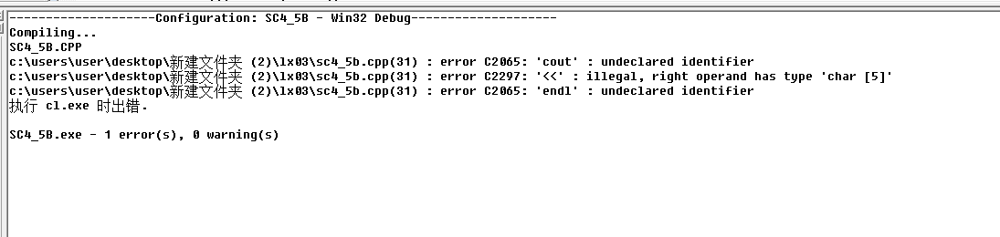 --------------------Configuration: SC4_5B - Win32 Debug--------------------
Compiling...
SC4_5B.CPP
c:\users\user\desktop\新建文件夹 (2)\lx03\sc4_5b.cpp(31) : error C2065: 'cout' : undeclared identifier
c:\users\user\desktop\新建文件夹 (2)\lx03\sc4_5b.cpp(31) : error C2297: '<<' : illegal, right operand has type 'char [5]'
c:\users\user\desktop\新建文件夹 (2)\lx03\sc4_5b.cpp(31) : error C2065: 'endl' : undeclared identifier
执行 cl.exe 时出错.
SC4_5B.exe - 1 error(s), 0 warning(s)